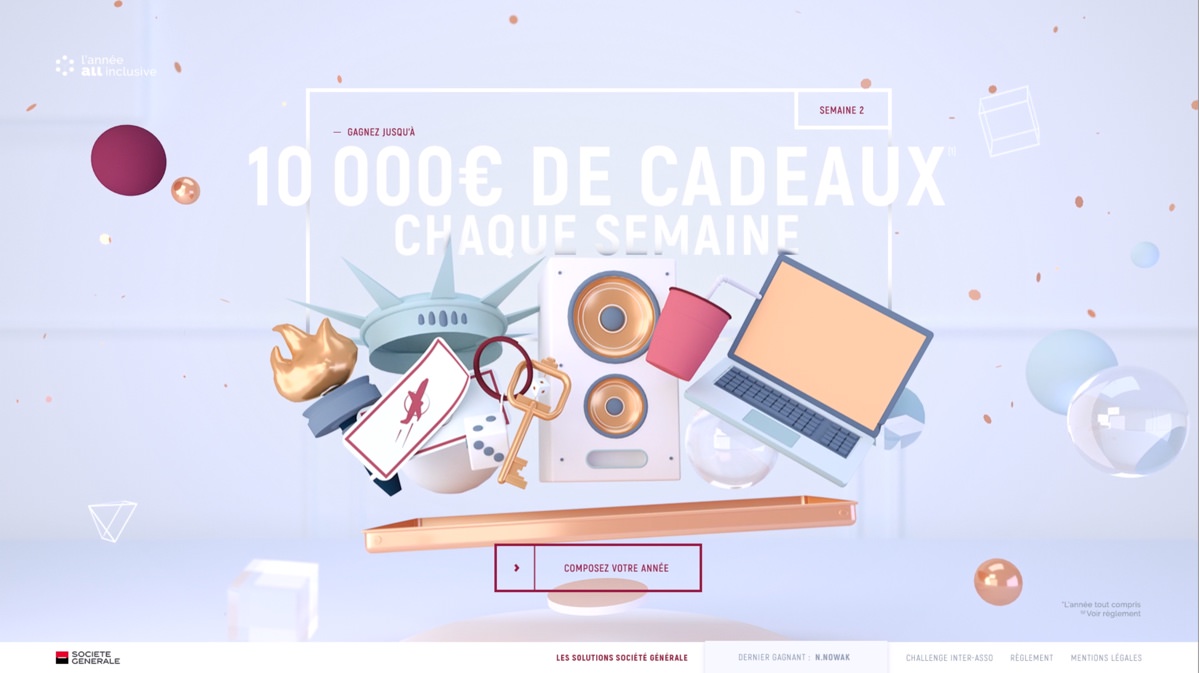 l'année
all inclusive
SEMAINE 2
— GAGNEZ JUSQU'À
10 000€ DE CADEAUX
CHAQUE SEMAINE
COMPOSEZ VOTRE ANNÉE
"L'année tout compris
Voir règlement
SOCIETE
GENERALE
LES SOLUTIONS SOCIÉTÉ GÉNÉRALE
DERNIER GAGNANT : N.NOWAK
CHALLENGE INTER-ASSO
RÈGLEMENT
MENTIONS LÉGALES